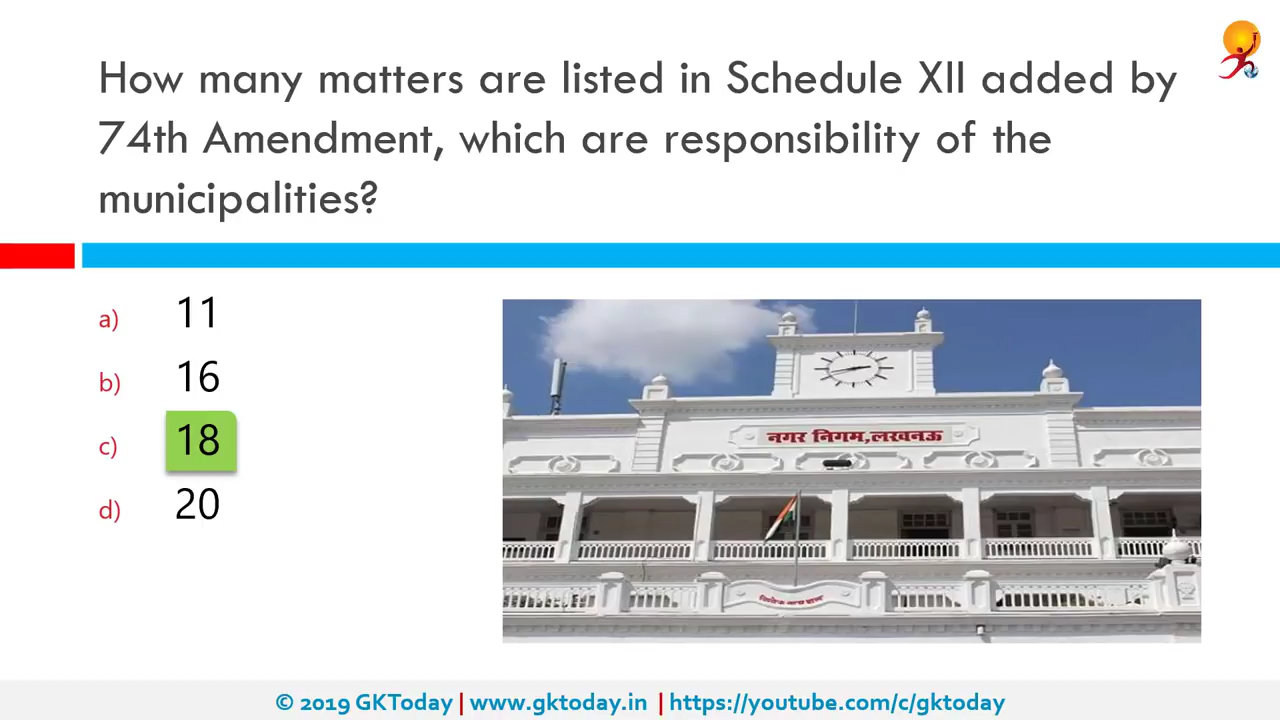 How many matters are listed in Schedule XII added by
74th Amendment, which are responsibility of the
municipalities?
a) 11
b) 16
c) 18
d) 20
नगर निगम,लखनऊ
© 2019 GKToday | www.gktoday.in | https://youtube.com/c/gktoday